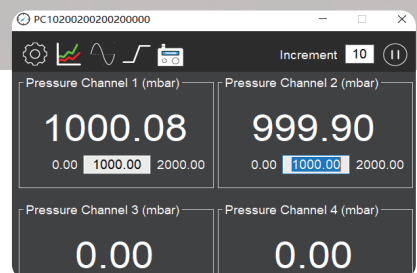 PC10200200200200000
Increment 10
Pressure Channel 1 (mbar)
1000.08
0.00 1000.00 2000.00
Pressure Channel 2 (mbar)
999.90
0.00 1000.00 2000.00
Pressure Channel 3 (mbar)
0.00
Pressure Channel 4 (mbar)
0.00